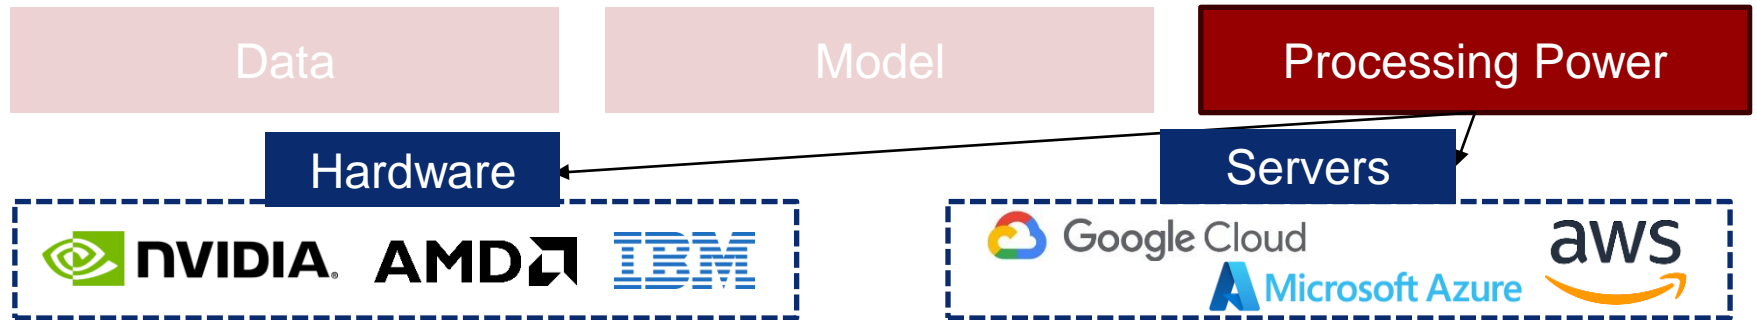 Data
Model
Processing Power
Hardware
Servers
NVIDIA.
AMD
IBM
Google Cloud
Microsoft Azure
aws